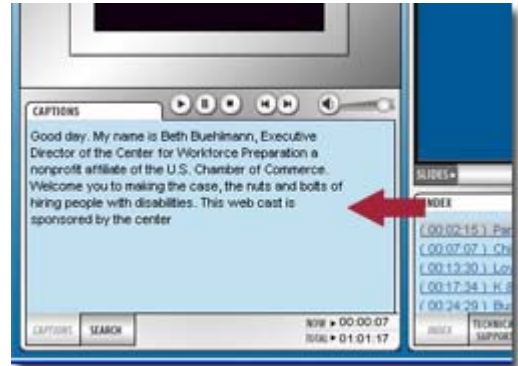 CAPTIONS
Good day. My name is Beth Buehlmann, Executive
Director of the Center for Workforce Preparation a
nonprofit affiliate of the U.S. Chamber of Commerce.
Welcome you to making the case, the nuts and bolts of
hiring people with disabilities. This web cast is
sponsored by the center
CAPTIONS SEARCH
NOW ▸ 00:00:07
TOTAL ▸ 01:01:17
SLIDES ▸
INDEX
( 00:02:15 )
( 00:07:07 )
( 00:13:30 )
( 00:17:34 )
( 00:24:29 )
INDEX TECHNICAL SUPPORT